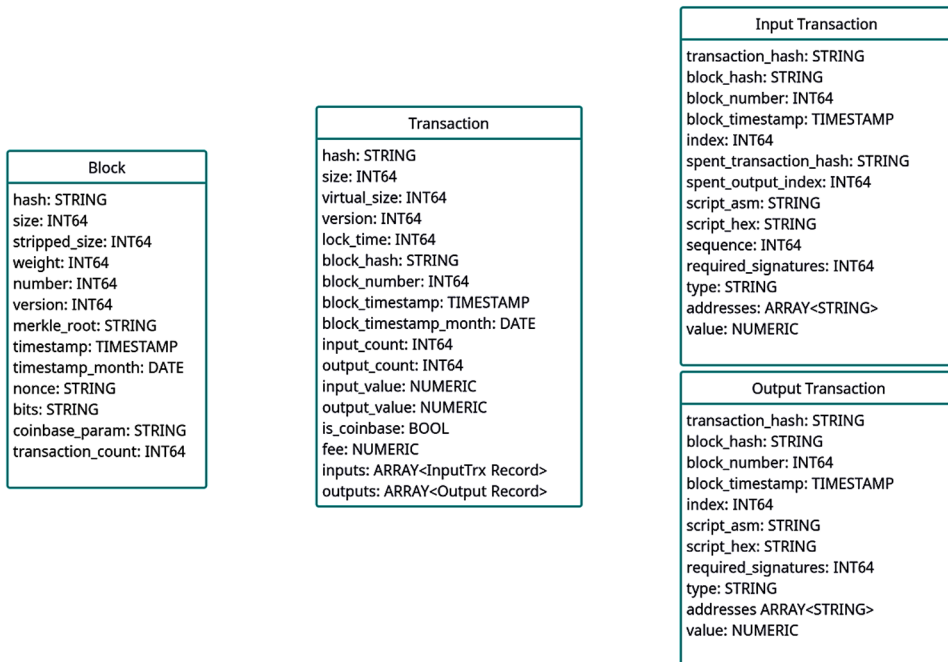 Block
hash: STRING
size: INT64
stripped_size: INT64
weight: INT64
number: INT64
version: INT64
merkle_root: STRING
timestamp: TIMESTAMP
timestamp_month: DATE
nonce: STRING
bits: STRING
coinbase_param: STRING
transaction_count: INT64
Transaction
hash: STRING
size: INT64
virtual_size: INT64
version: INT64
lock_time: INT64
block_hash: STRING
block_number: INT64
block_timestamp: TIMESTAMP
block_timestamp_month: DATE
input_count: INT64
output_count: INT64
input_value: NUMERIC
output_value: NUMERIC
is_coinbase: BOOL
fee: NUMERIC
inputs: ARRAY<InputTrx Record>
outputs: ARRAY<Output Record>
Input Transaction
transaction_hash: STRING
block_hash: STRING
block_number: INT64
block_timestamp: TIMESTAMP
index: INT64
spent_transaction_hash: STRING
spent_output_index: INT64
script_asm: STRING
script_hex: STRING
sequence: INT64
required_signatures: INT64
type: STRING
addresses: ARRAY<STRING>
value: NUMERIC
Output Transaction
transaction_hash: STRING
block_hash: STRING
block_number: INT64
block_timestamp: TIMESTAMP
index: INT64
script_asm: STRING
script_hex: STRING
required_signatures: INT64
type: STRING
addresses ARRAY<STRING>
value: NUMERIC